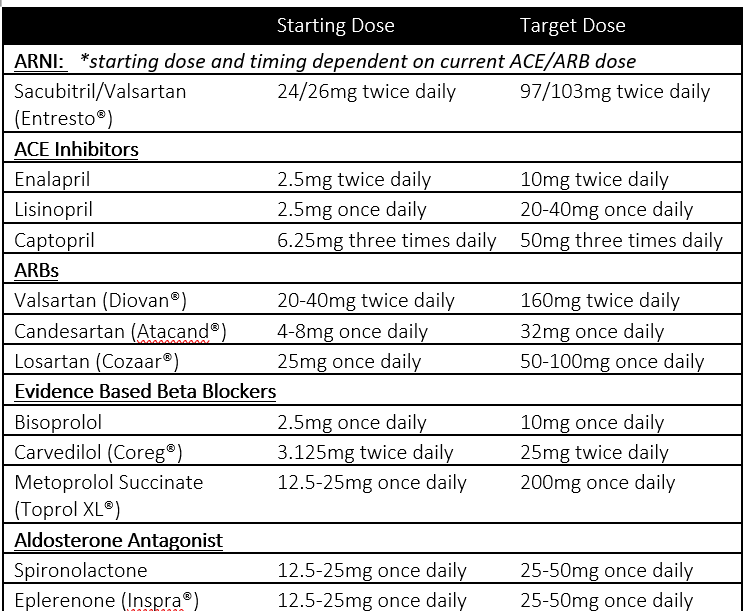 Starting Dose Target Dose
ARNI: *starting dose and timing dependent on current ACE/ARB dose
Sacubitril/Valsartan 24/26mg twice daily 97/103mg twice daily
(Entresto®)
ACE Inhibitors
Enalapril 2.5mg twice daily 10mg twice daily
Lisinopril 2.5mg once daily 20-40mg once daily
Captopril 6.25mg three times daily 50mg three times daily
ARBs
Valsartan (Diovan®) 20-40mg twice daily 160mg twice daily
Candesartan (Atacand®) 4-8mg once daily 32mg once daily
Losartan (Cozaar®) 25mg once daily 50-100mg once daily
Evidence Based Beta Blockers
Bisoprolol 2.5mg once daily 10mg once daily
Carvedilol (Coreg®) 3.125mg twice daily 25mg twice daily
Metoprolol Succinate 12.5-25mg once daily 200mg once daily
(Toprol XL®)
Aldosterone Antagonist
Spironolactone 12.5-25mg once daily 25-50mg once daily
Eplerenone (Inspra®) 12.5-25mg once daily 25-50mg once daily